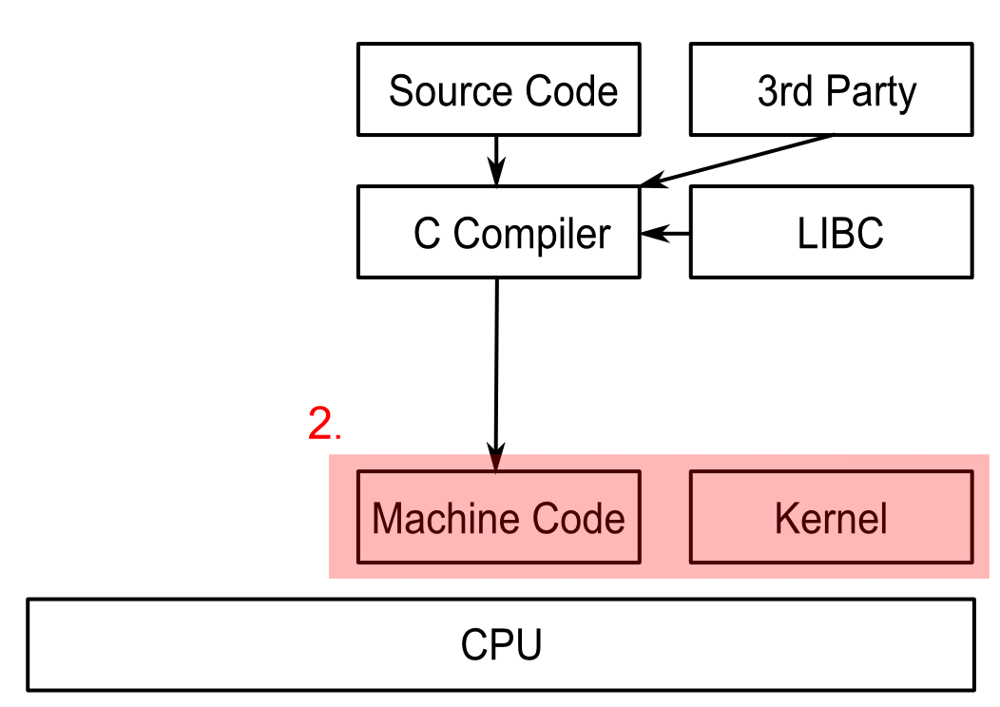 Source Code
3rd Party
C Compiler
LIBC
2.
Machine Code
Kernel
CPU